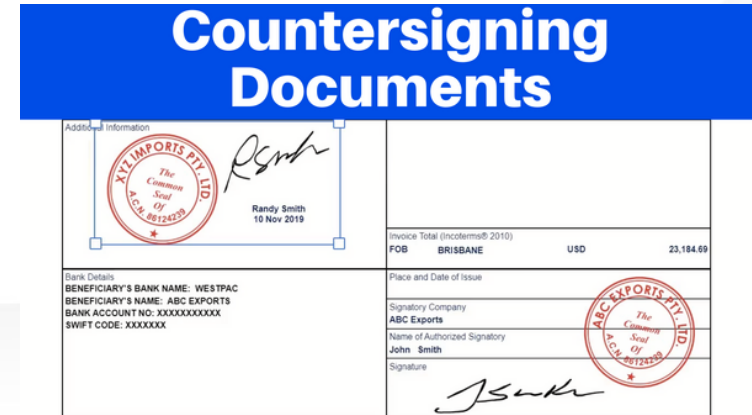 Countersigning
Documents
Additional Information
XYZ IMPORTS PTY. LTD.
The
Common
Seal
Of
A.C.N. 86124239
Randy Smith
10 Nov 2019
Invoice Total (Incoterms® 2010)
FOB BRISBANE USD 23,184.69
Bank Details
BENEFICIARY'S BANK NAME: WESTPAC
BENEFICIARY'S NAME: ABC EXPORTS
BANK ACCOUNT NO: XXXXXXXXXXX
SWIFT CODE: XXXXXXX
Place and Date of Issue
Signatory Company
ABC Exports
Name of Authorized Signatory
John Smith
Signature
ABC EXPORTS PTY. LTD.
The
Common
Seal
Of
A.C.N. 86124239